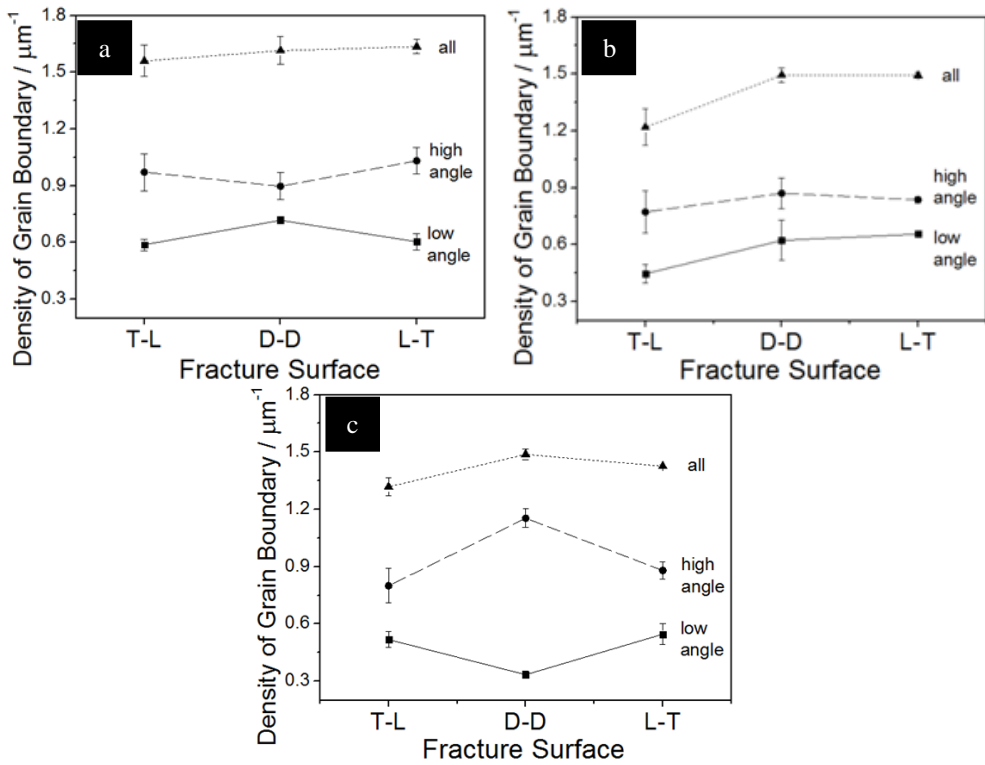 a
Density of Grain Boundary / μm⁻¹
1.8
1.5
1.2
0.9
0.6
0.3
all
high
angle
low
angle
T-L D-D L-T
Fracture Surface
b
Density of Grain Boundary / μm⁻¹
1.8
1.5
1.2
0.9
0.6
0.3
all
high
angle
low
angle
T-L D-D L-T
Fracture Surface
c
Density of Grain Boundary / μm⁻¹
1.8
1.5
1.2
0.9
0.6
0.3
all
high
angle
low
angle
T-L D-D L-T
Fracture Surface